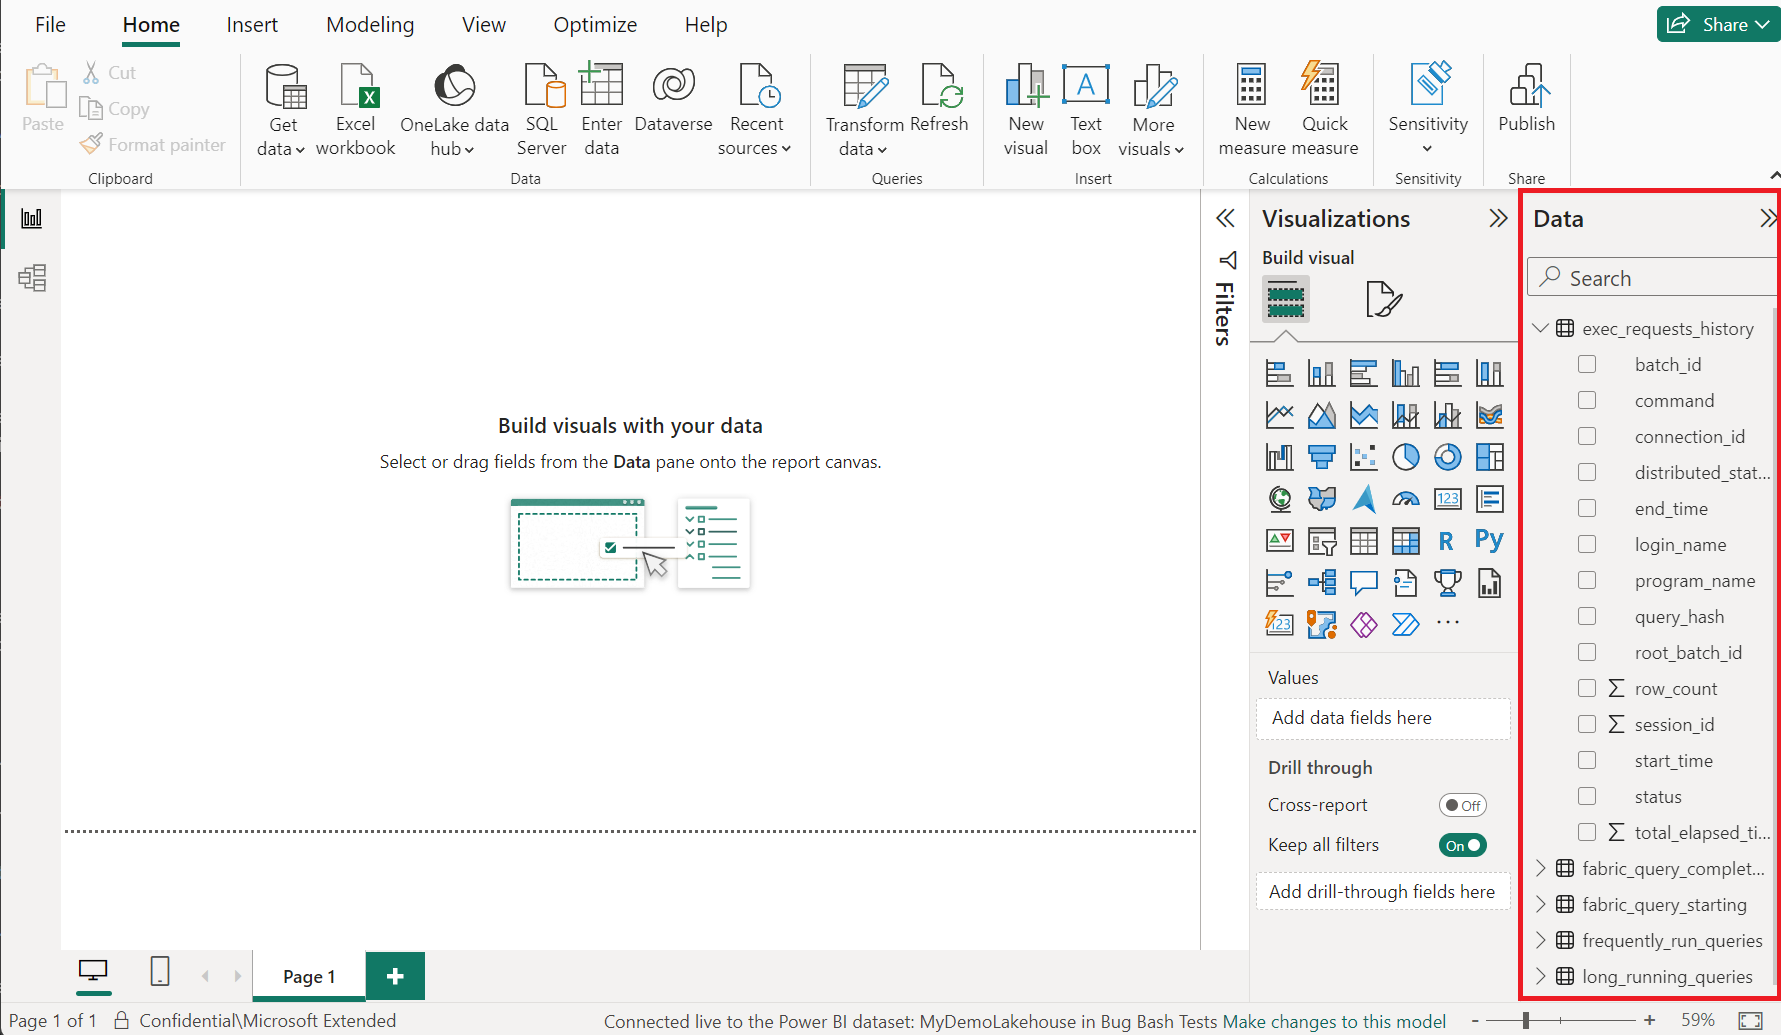 File Home Insert Modeling View Optimize Help Share
Paste
Cut
Copy
Format painter
Clipboard
Get data
Excel workbook
OneLake data hub
SQL Server
Enter data
Dataverse
Recent sources
Data
Transform data
Refresh
Queries
New visual
Text box
More visuals
Insert
New measure
Quick measure
Calculations
Sensitivity
Sensitivity
Publish
Share
Build visuals with your data
Select or drag fields from the Data pane onto the report canvas.
Filters
Visualizations
Build visual
123
R
Py
123
Values
Add data fields here
Drill through
Cross-report Off
Keep all filters On
Add drill-through fields here
Data
Search
exec_requests_history
batch_id
command
connection_id
distributed_stat...
end_time
login_name
program_name
query_hash
root_batch_id
row_count
session_id
start_time
status
total_elapsed_ti...
fabric_query_complet...
fabric_query_starting
frequently_run_queries
long_running_queries
Page 1
Page 1 of 1 Confidential\Microsoft Extended Connected live to the Power BI dataset: MyDemoLakehouse in Bug Bash Tests Make changes to this model - + 59%